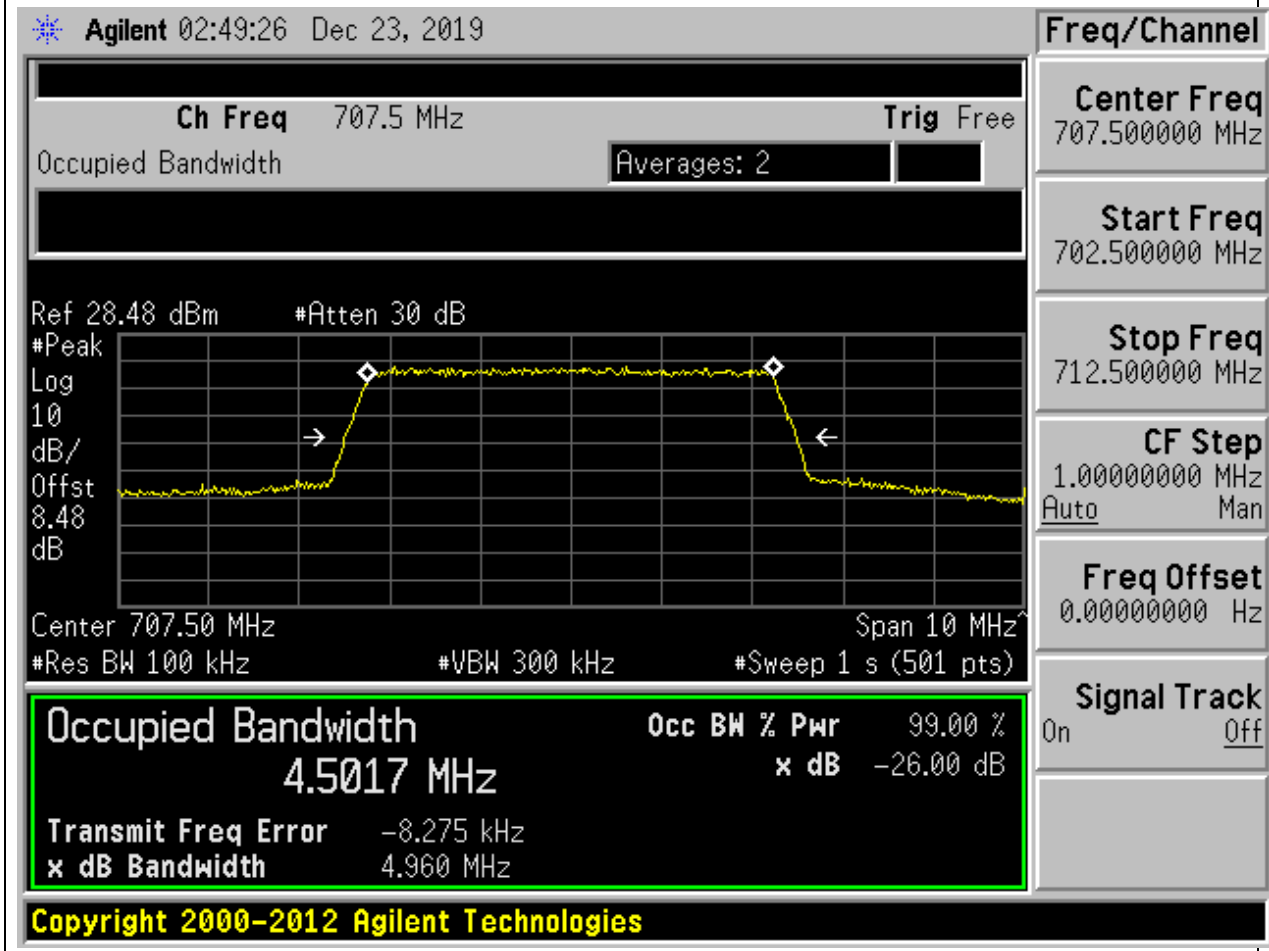 Agilent 02:49:26 Dec 23, 2019
Freq/Channel
Ch Freq 707.5 MHz Trig Free
Occupied Bandwidth Averages: 2
Ref 28.48 dBm #Atten 30 dB
#Peak
Log
10
dB/
Offst
8.48
dB
Center 707.50 MHz Span 10 MHz^
#Res BW 100 kHz #VBW 300 kHz #Sweep 1 s (501 pts)
Occupied Bandwidth Occ BW % Pwr 99.00 %
4.5017 MHz x dB -26.00 dB
Transmit Freq Error -8.275 kHz
x dB Bandwidth 4.960 MHz
Copyright 2000-2012 Agilent Technologies
Center Freq
707.500000 MHz
Start Freq
702.500000 MHz
Stop Freq
712.500000 MHz
CF Step
1.00000000 MHz
Auto Man
Freq Offset
0.00000000 Hz
Signal Track
On Off